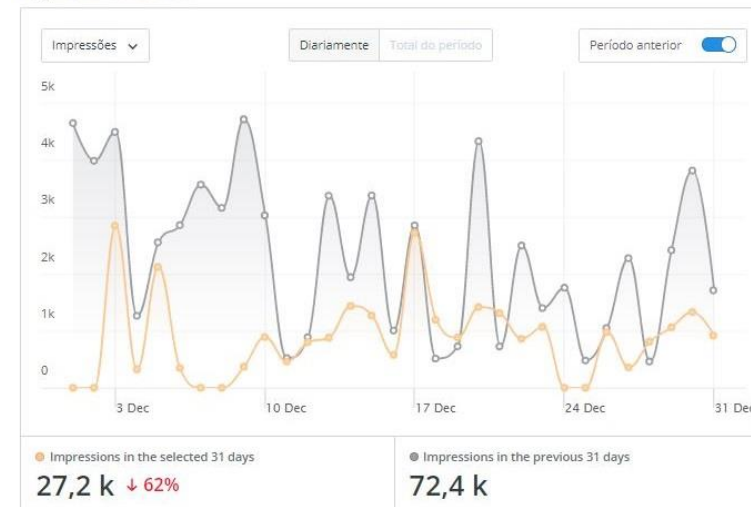 Impressões
Diariamente Total do período
Período anterior
5k
4k
3k
2k
1k
0
3 Dec 10 Dec 17 Dec 24 Dec 31 Dec
Impressions in the selected 31 days
27,2 k ↓ 62%
Impressions in the previous 31 days
72,4 k